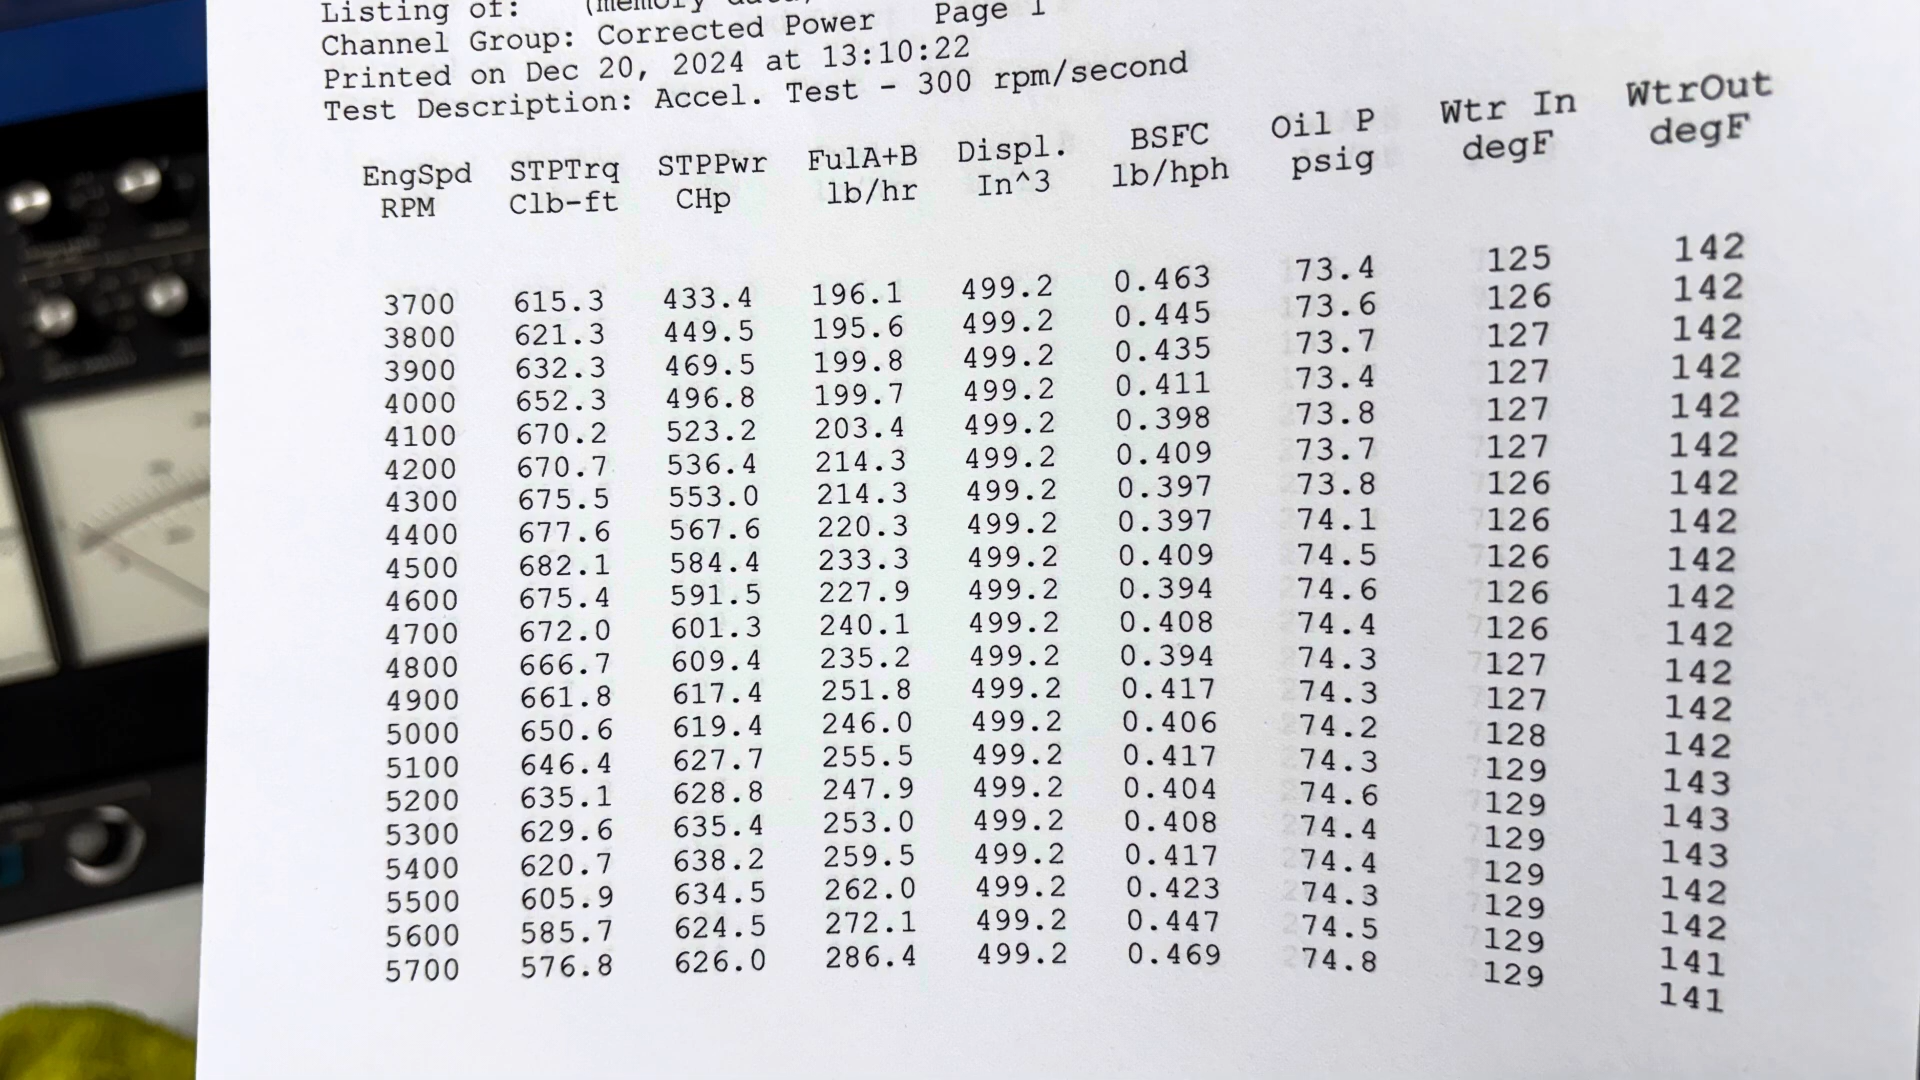 Listing of: (memory data)
Channel Group: Corrected Power Page 1
Printed on Dec 20, 2024 at 13:10:22
Test Description: Accel. Test - 300 rpm/second
EngSpd STPTrq STPPwr FulA+B Displ. BSFC Oil P Wtr In WtrOut
RPM Clb-ft CHp lb/hr In^3 lb/hph psig degF degF
3700 615.3 433.4 196.1 499.2 0.463 73.4 125 142
3800 621.3 449.5 195.6 499.2 0.445 73.6 126 142
3900 632.3 469.5 199.8 499.2 0.435 73.7 127 142
4000 652.3 496.8 199.7 499.2 0.411 73.4 127 142
4100 670.2 523.2 203.4 499.2 0.398 73.8 127 142
4200 670.7 536.4 214.3 499.2 0.409 73.7 127 142
4300 675.5 553.0 214.3 499.2 0.397 73.8 126 142
4400 677.6 567.6 220.3 499.2 0.397 74.1 126 142
4500 682.1 584.4 233.3 499.2 0.409 74.5 126 142
4600 675.4 591.5 227.9 499.2 0.394 74.6 126 142
4700 672.0 601.3 240.1 499.2 0.408 74.4 126 142
4800 666.7 609.4 235.2 499.2 0.394 74.3 127 142
4900 661.8 617.4 251.8 499.2 0.417 74.3 127 142
5000 650.6 619.4 246.0 499.2 0.406 74.2 128 142
5100 646.4 627.7 255.5 499.2 0.417 74.3 129 143
5200 635.1 628.8 247.9 499.2 0.404 74.6 129 143
5300 629.6 635.4 253.0 499.2 0.408 74.4 129 143
5400 620.7 638.2 259.5 499.2 0.417 74.4 129 142
5500 605.9 634.5 262.0 499.2 0.423 74.3 129 142
5600 585.7 624.5 272.1 499.2 0.447 74.5 129 141
5700 576.8 626.0 286.4 499.2 0.469 74.8 129 141